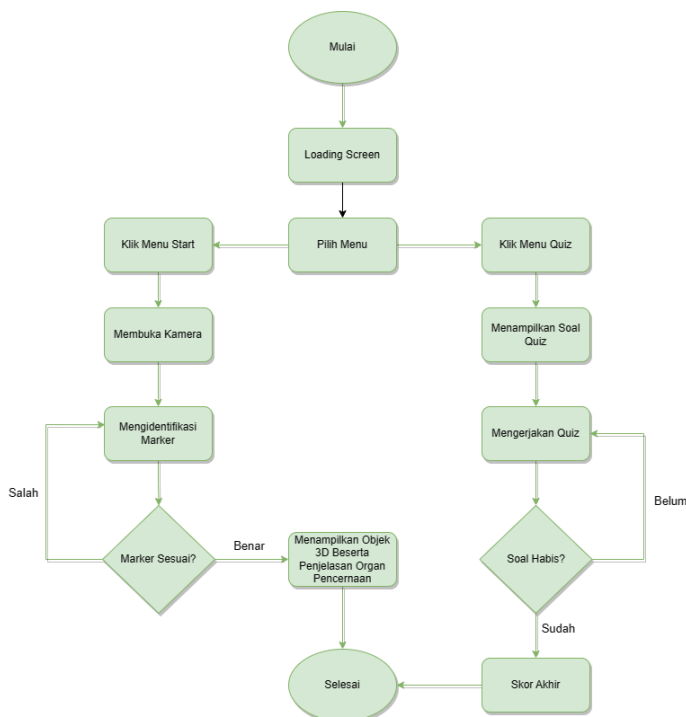 Mulai
Loading Screen
Klik Menu Start
Pilih Menu
Klik Menu Quiz
Membuka Kamera
Menampilkan Soal
Quiz
Mengidentifikasi
Marker
Mengerjakan Quiz
Salah
Belum
Marker Sesuai?
Benar
Menampilkan Objek
3D Beserta
Penjelasan Organ
Pencernaan
Soal Habis?
Sudah
Selesai
Skor Akhir